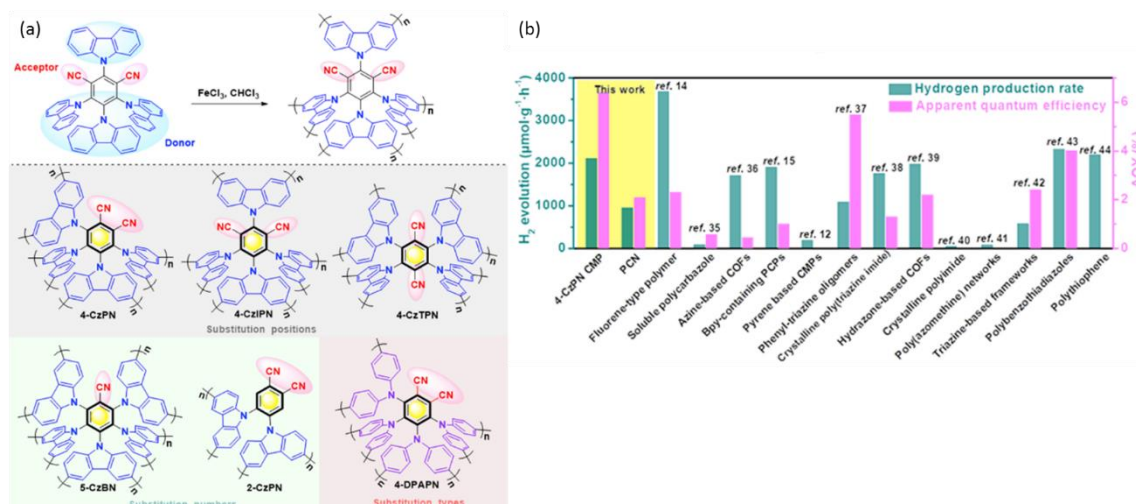 (a)
Acceptor
NC
CN
Donor
FeCl3, CHCl3
n
n
n
n
CN
CN
4-CzPN
NC
CN
4-CzIPN
CN
CN
4-CzTPN
Substitution positions
CN
5-CzBN
CN
CN
2-CzPN
CN
CN
4-DPAPN
Substitution numbers
Substitution types
(b)
H2 evolution (μmol·g-1·h-1)
4000
3000
2000
1000
0
This work
Hydrogen production rate
Apparent quantum efficiency
ref. 14
ref. 35
ref. 36
ref. 15
ref. 12
ref. 37
ref. 38
ref. 39
ref. 40
ref. 41
ref. 42
ref. 43
ref. 44
6
4
2
0
4-CzPN CMP
PCN
Fluorene-type polymer
Soluble polycarbazole
Azine-based COFs
Bpy-containing PCPs
Pyrene based CMPs
Phenyl-triazine oligomers
Crystalline poly(triazine imide)
Hydrazone-based COFs
Crystalline polyimide
Poly(azomethine) networks
Triazine-based frameworks
Polybenzothiadiazoles
Polythiophene